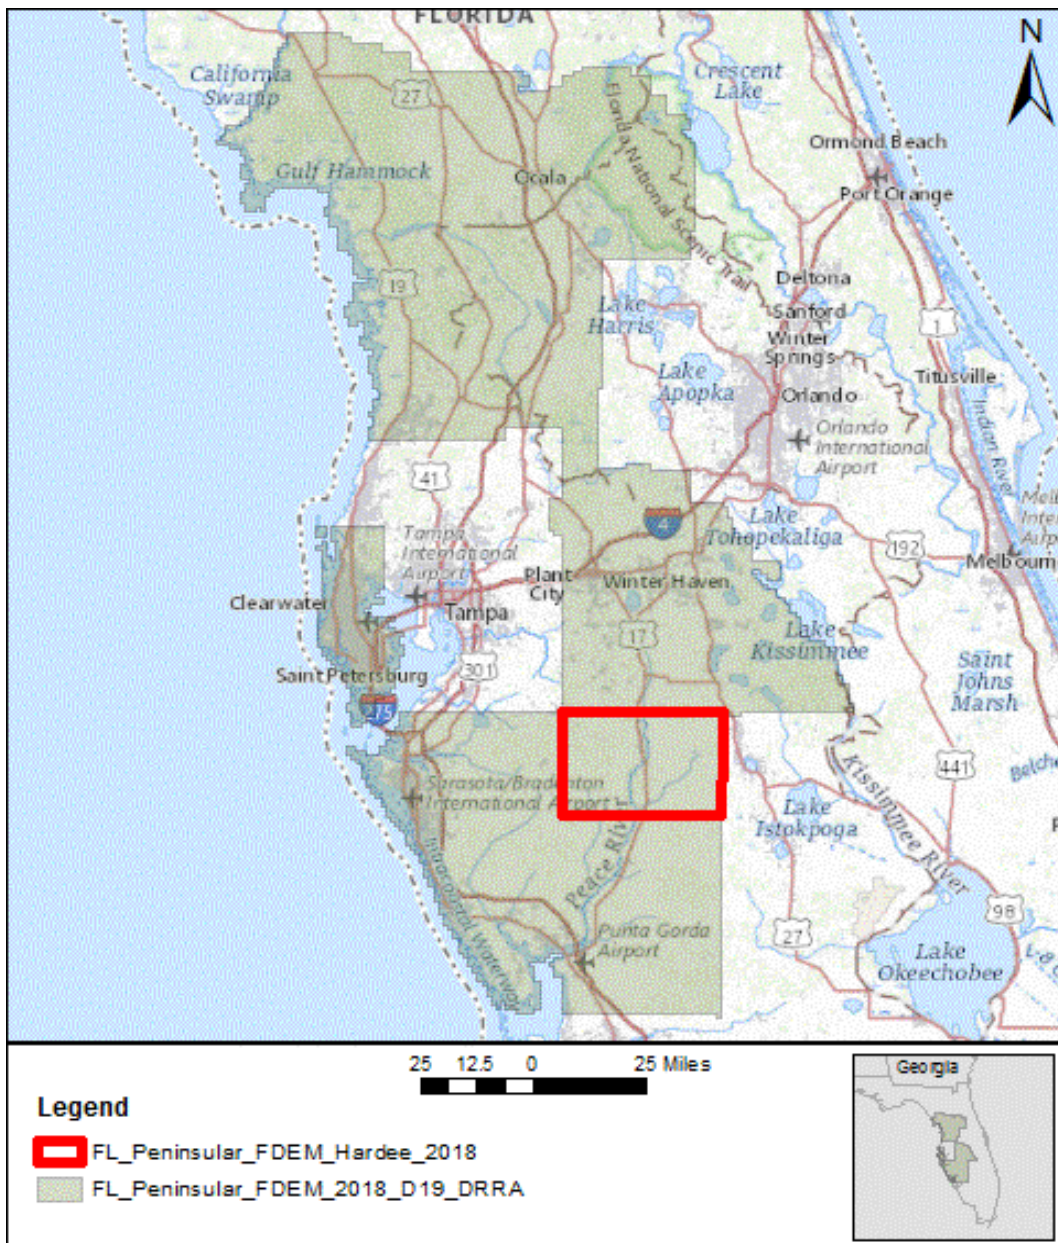 FLORIDA
N
California
Swamp
27
Crescent
Lake
Florida National Scenic Trail
Ormond Beach
Gulf Hammock
Ocala
Port Orange
19
Deltona
Lake
Harris
Sanford
Winter
Springs
1
Titusville
Lake
Apopka
Orlando
Indian River
Orlando
International
Airport
41
4
Lake
Tohopekaliga
Tampa
International
Airport
192
Melbourn
Plant
City
Winter Haven
Clearwater
Tampa
17
Lake
Kissimmee
301
Saint
Johns
Marsh
Saint Petersburg
275
441
Kissimmee River
Sarasota/Bradenton
International Airport
Lake
Istokpoga
Peace River
Intracoastal Waterway
98
Punta Gorda
Airport
27
Lake
Okeechobee
25 12.5 0 25 Miles
Georgia
Legend
FL_Peninsular_FDEM_Hardee_2018
FL_Peninsular_FDEM_2018_D19_DRRA